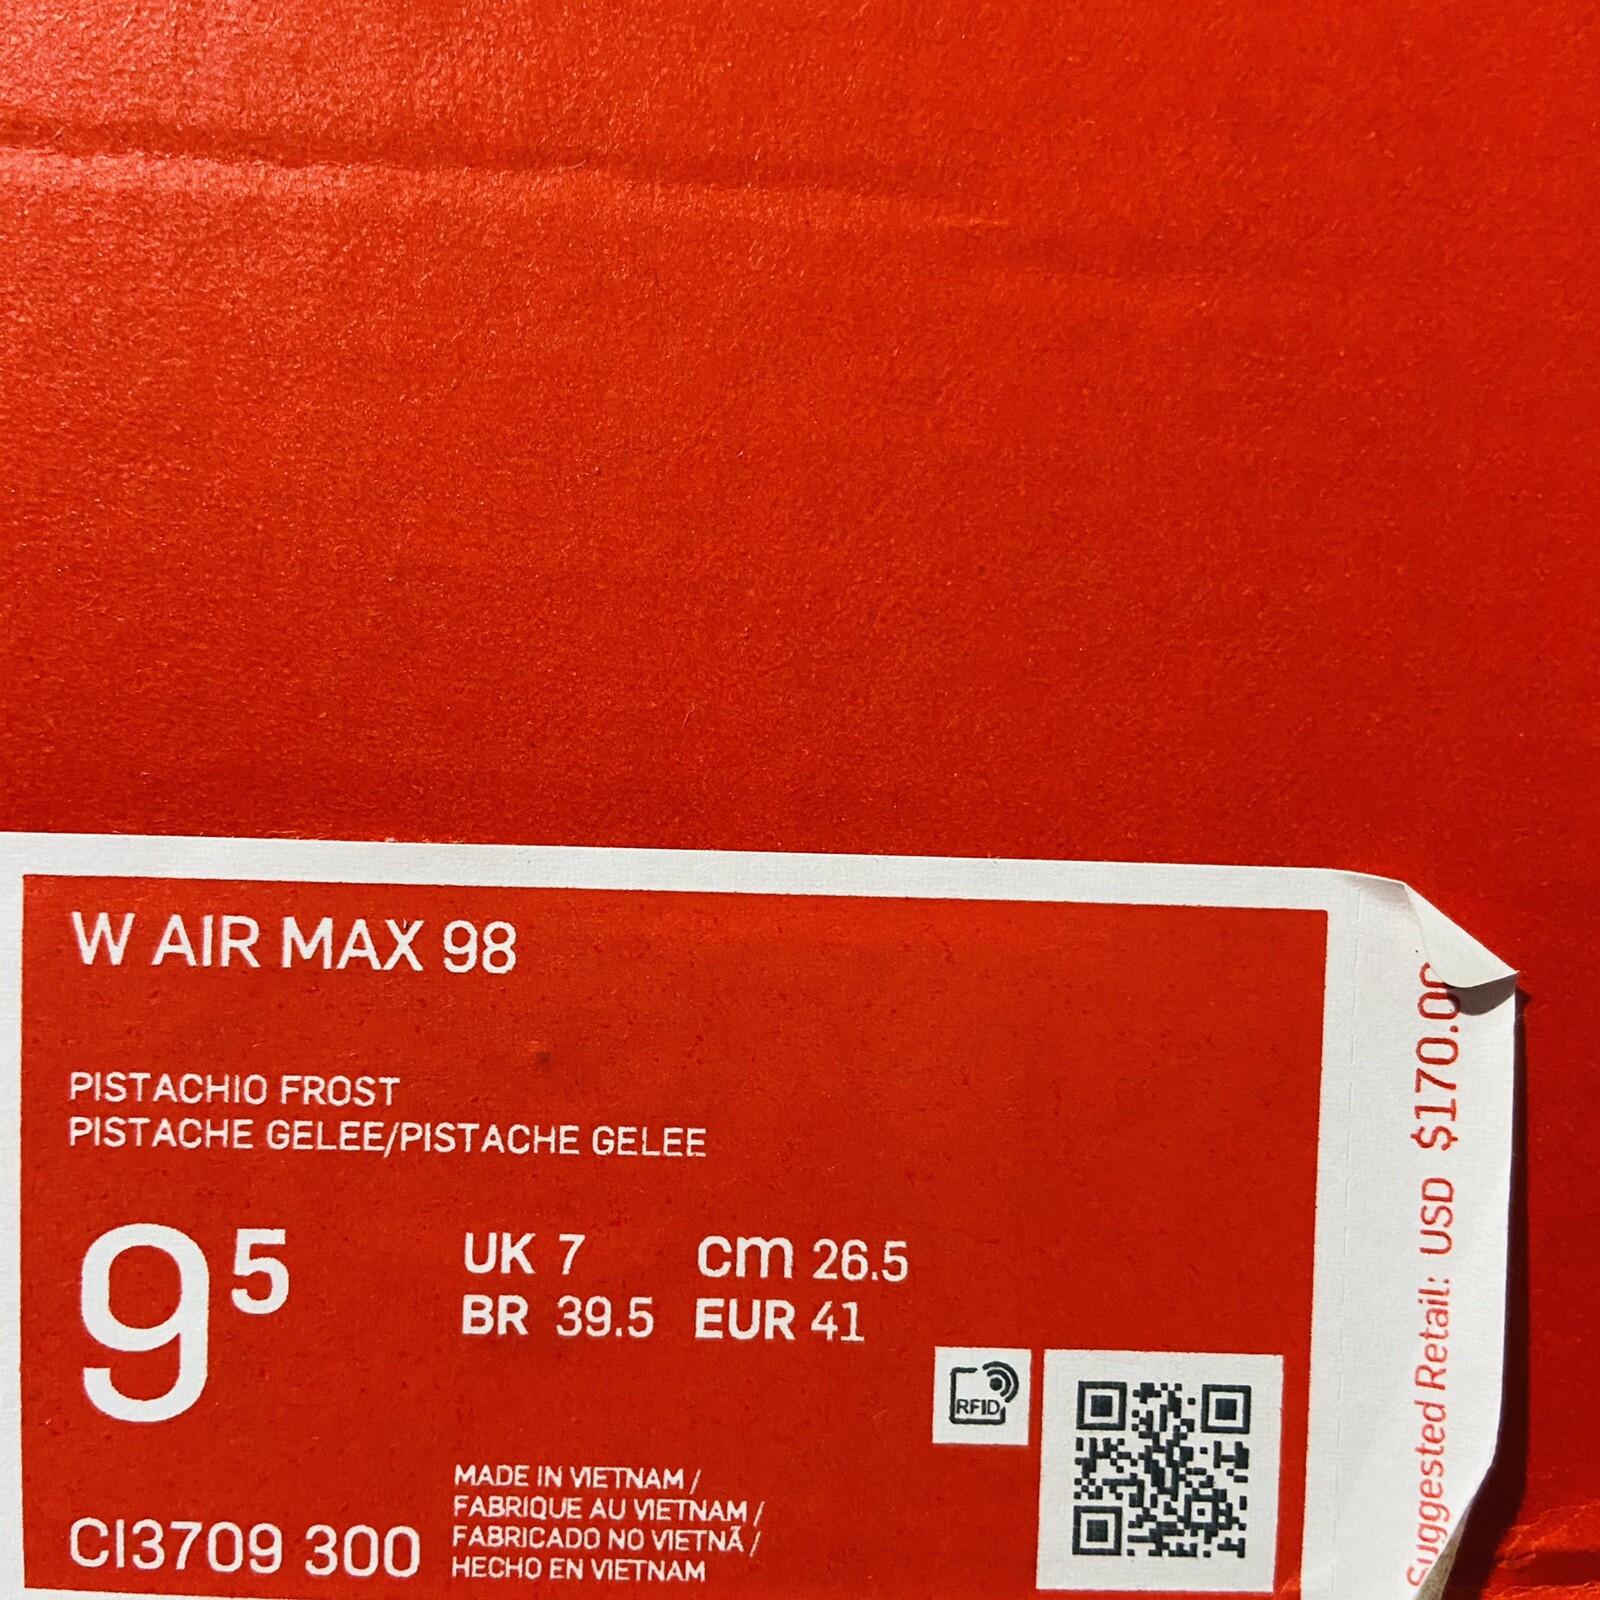 W AIR MAX 98
PISTACHIO FROST
PISTACHE GELEE/PISTACHE GELEE
9 5
UK 7 cm 26.5
BR 39.5 EUR 41
RFID
MADE IN VIETNAM /
FABRIQUE AU VIETNAM /
FABRICADO NO VIETNÃ /
HECHO EN VIETNAM
CI3709 300
Suggested Retail: USD $170.00